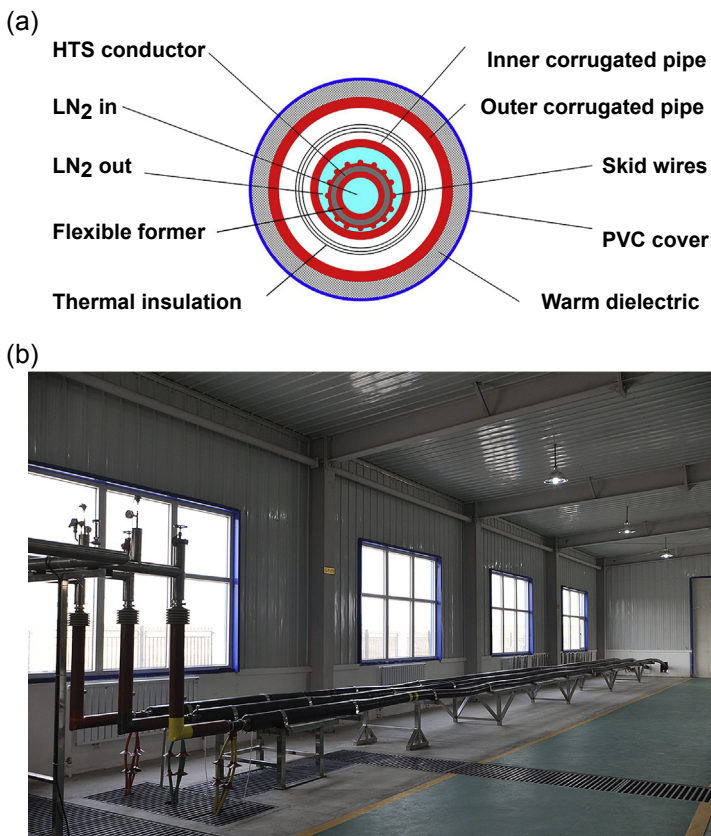 (a)
HTS conductor
LN2 in
LN2 out
Flexible former
Thermal insulation
Inner corrugated pipe
Outer corrugated pipe
Skid wires
PVC cover
Warm dielectric
(b)